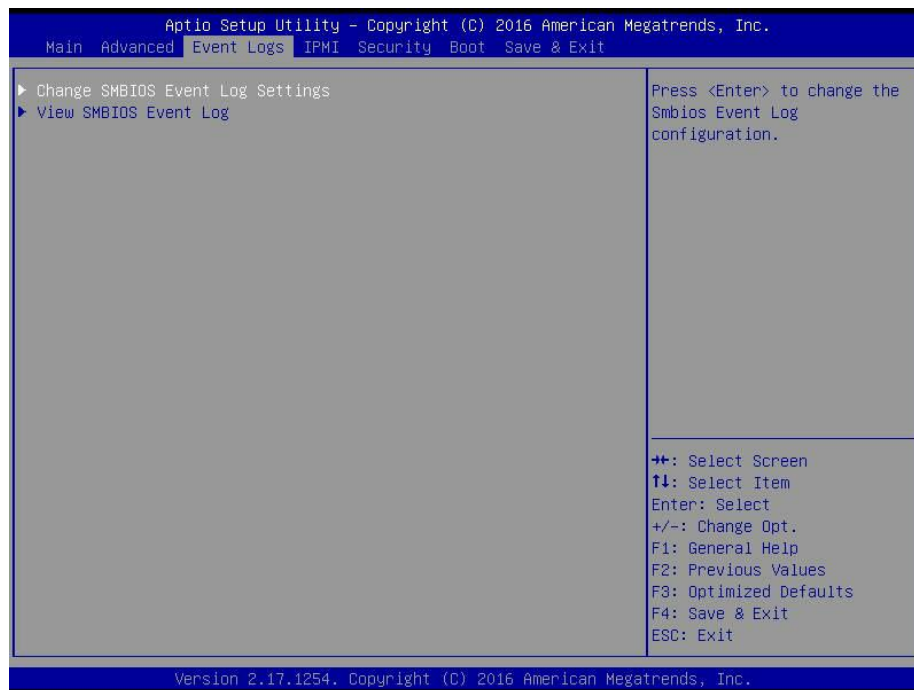 Aptio Setup Utility – Copyright (C) 2016 American Megatrends, Inc.
Main Advanced Event Logs IPMI Security Boot Save & Exit
▶ Change SMBIOS Event Log Settings
▶ View SMBIOS Event Log
Press <Enter> to change the
Smbios Event Log
configuration.
→←: Select Screen
↑↓: Select Item
Enter: Select
+/-: Change Opt.
F1: General Help
F2: Previous Values
F3: Optimized Defaults
F4: Save & Exit
ESC: Exit
Version 2.17.1254. Copyright (C) 2016 American Megatrends, Inc.